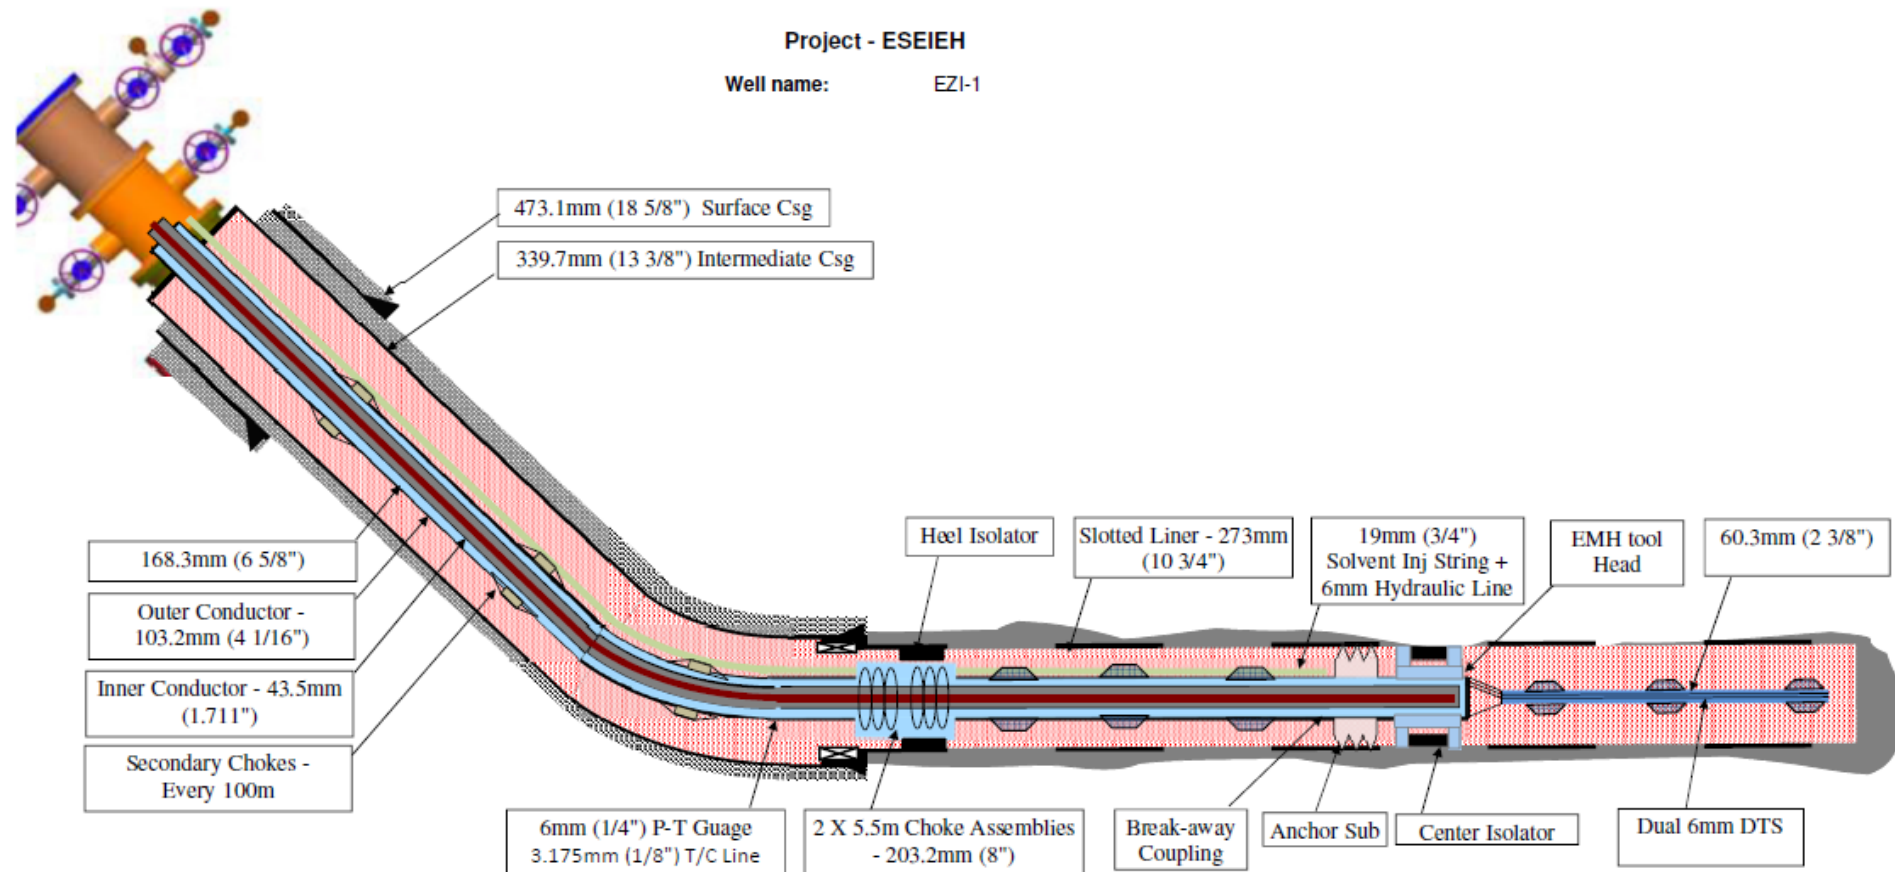 Project - ESEIEH
Well name: EZI-1
473.1mm (18 5/8") Surface Csg
339.7mm (13 3/8") Intermediate Csg
168.3mm (6 5/8")
Outer Conductor -
103.2mm (4 1/16")
Inner Conductor - 43.5mm
(1.711")
Secondary Chokes -
Every 100m
Heel Isolator
Slotted Liner - 273mm
(10 3/4")
19mm (3/4")
Solvent Inj String +
6mm Hydraulic Line
EMH tool
Head
60.3mm (2 3/8")
6mm (1/4") P-T Guage
3.175mm (1/8") T/C Line
2 X 5.5m Choke Assemblies
- 203.2mm (8")
Break-away
Coupling
Anchor Sub
Center Isolator
Dual 6mm DTS